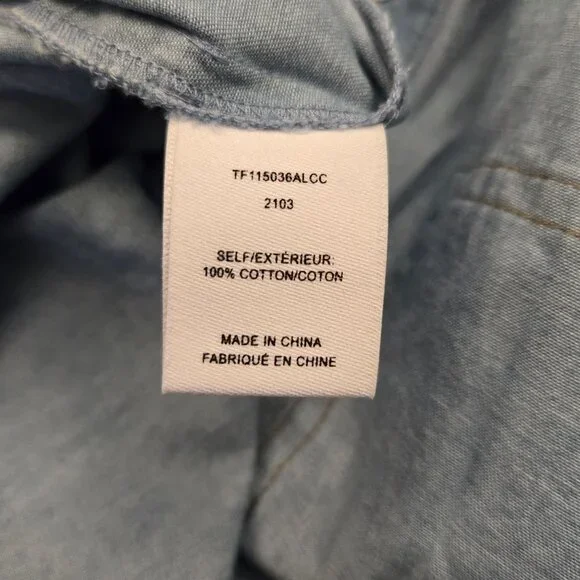 TF115036ALCC
2103
SELF/EXTÉRIEUR:
100% COTTON/COTON
MADE IN CHINA
FABRIQUÉ EN CHINE